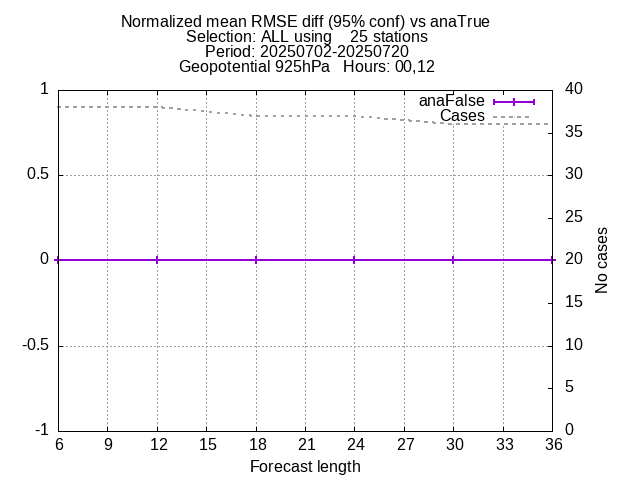 Normalized mean RMSE diff (95% conf) vs anaTrue
Selection: ALL using    25 stations
Period: 20250702-20250720
Geopotential 925hPa   Hours: 00,12
anaFalse
Cases
1
0.5
0
-0.5
-1
40
35
30
25
20
15
10
5
0
No cases
6 9 12 15 18 21 24 27 30 33 36
Forecast length